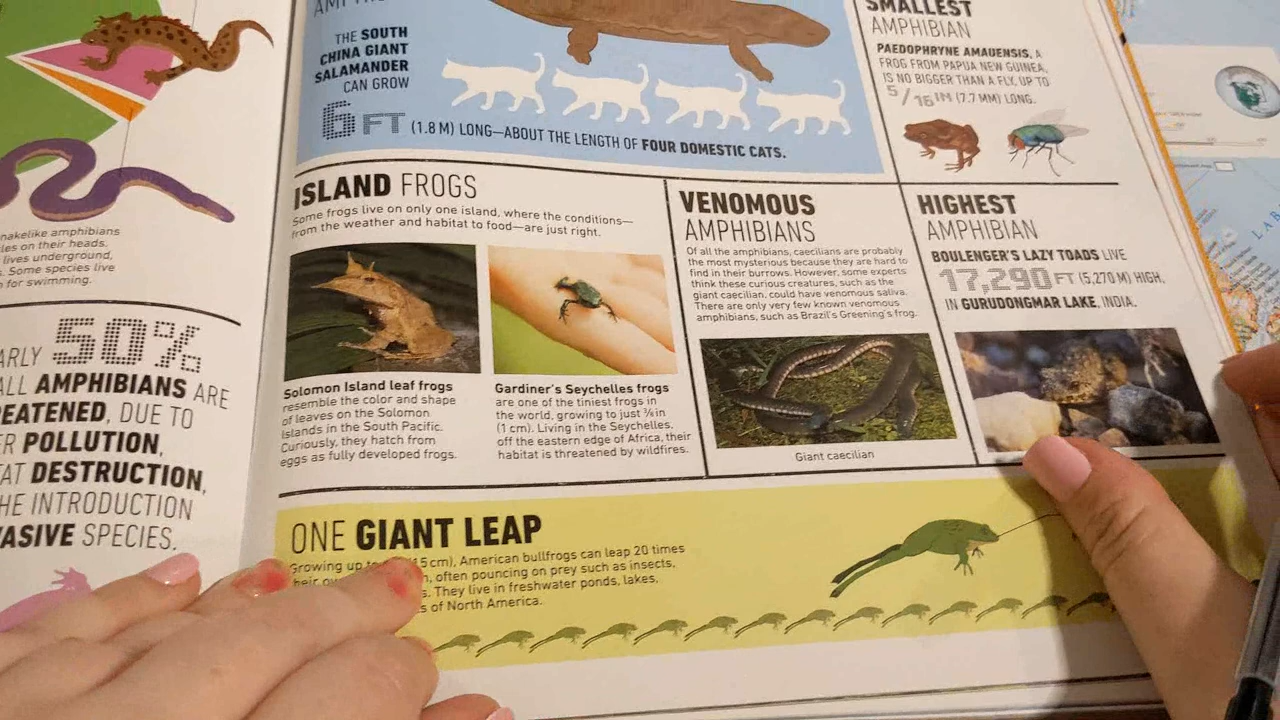 THE SOUTH
CHINA GIANT
SALAMANDER
CAN GROW
6 FT (1.8 M) LONG—ABOUT THE LENGTH OF FOUR DOMESTIC CATS.
SMALLEST
AMPHIBIAN
PAEDOPHRYNE AMAUENSIS, A
FROG FROM PAPUA NEW GUINEA,
IS NO BIGGER THAN A FLY, UP TO
5/16 IN (7.7 MM) LONG.
nakelike amphibians
les on their heads.
lives underground,
. Some species live
for swimming.
ARLY 50%
ALL AMPHIBIANS ARE
EATENED, DUE TO
ER POLLUTION,
TAT DESTRUCTION,
HE INTRODUCTION
VASIVE SPECIES.
ISLAND FROGS
Some frogs live on only one island, where the conditions—
from the weather and habitat to food—are just right.
Solomon Island leaf frogs
resemble the color and shape
of leaves on the Solomon
Islands in the South Pacific.
Curiously, they hatch from
eggs as fully developed frogs.
Gardiner's Seychelles frogs
are one of the tiniest frogs in
the world, growing to just ⅜ in
(1 cm). Living in the Seychelles,
off the eastern edge of Africa, their
habitat is threatened by wildfires.
VENOMOUS
AMPHIBIANS
Of all the amphibians, caecilians are probably
the most mysterious because they are hard to
find in their burrows. However, some experts
think these curious creatures, such as the
giant caecilian, could have venomous saliva.
There are only very few known venomous
amphibians, such as Brazil's Greening's frog.
Giant caecilian
HIGHEST
AMPHIBIAN
BOULENGER'S LAZY TOADS LIVE
17,290 FT (5,270 M) HIGH,
IN GURUDONGMAR LAKE, INDIA.
ONE GIANT LEAP
Growing up 15 cm), American bullfrogs can leap 20 times
their often pouncing on prey such as insects,
They live in freshwater ponds, lakes,
of North America.
LAB